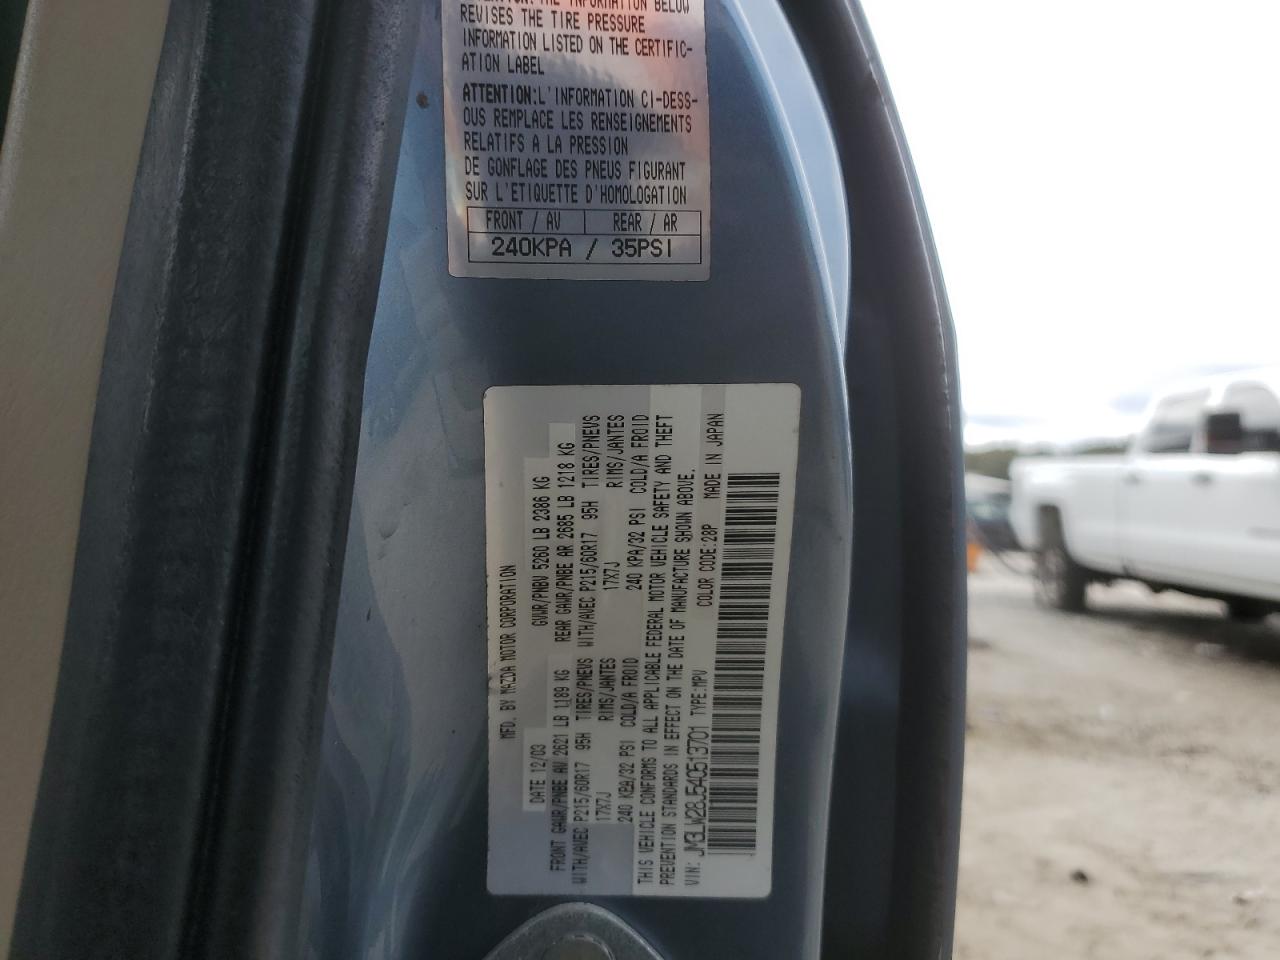 ATTENTION: THE INFORMATION BELOW
REVISES THE TIRE PRESSURE
INFORMATION LISTED ON THE CERTIFIC-
ATION LABEL
ATTENTION:L'INFORMATION CI-DESS-
OUS REMPLACE LES RENSEIGNEMENTS
RELATIFS A LA PRESSION
DE GONFLAGE DES PNEUS FIGURANT
SUR L'ETIQUETTE D'HOMOLOGATION
FRONT / AV REAR / AR
240KPA / 35PSI
MFD. BY MAZDA MOTOR CORPORATION
DATE 12/03 GVWR/PNBV 5260 LB 2386 KG
FRONT GAWR/PNBE AV 2621 LB 1189 KG REAR GAWR/PNBE AR 2685 LB 1218 KG
WITH/AVEC P215/60R17 95H TIRES/PNEUS WITH/AVEC P215/60R17 95H TIRES/PNEUS
17X7J RIMS/JANTES 17X7J RIMS/JANTES
240 KPA/32 PSI COLD/A FROID 240 KPA/32 PSI COLD/A FROID
THIS VEHICLE CONFORMS TO ALL APPLICABLE FEDERAL MOTOR VEHICLE SAFETY AND THEFT
PREVENTION STANDARDS IN EFFECT ON THE DATE OF MANUFACTURE SHOWN ABOVE.
VIN: JM3LW28J540513701 TYPE:MPV COLOR CODE:28P MADE IN JAPAN